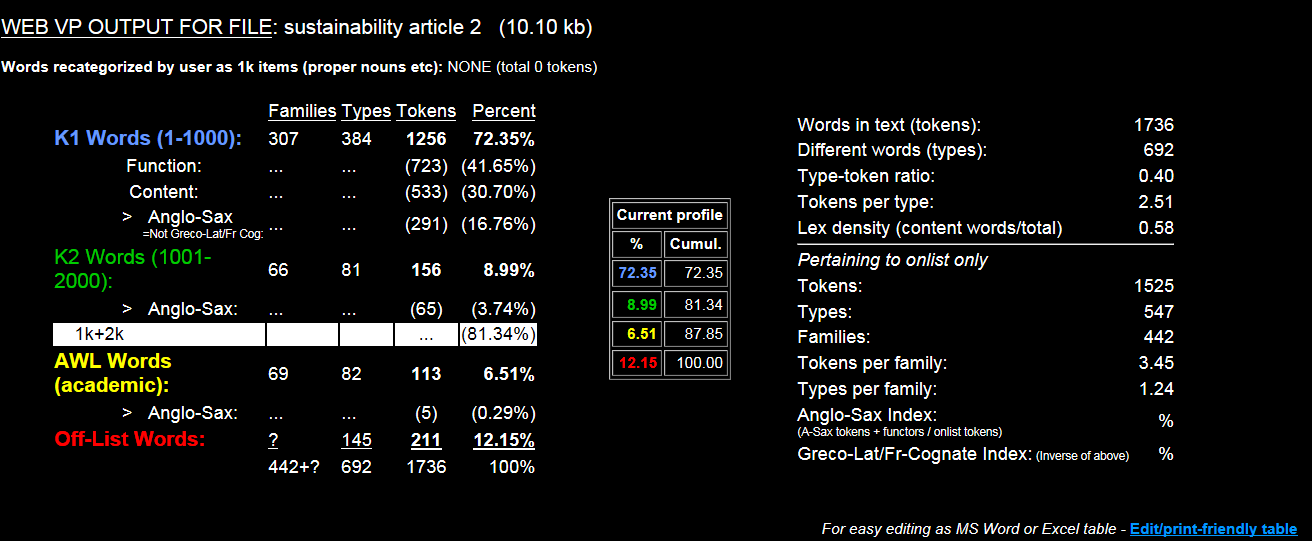 WEB VP OUTPUT FOR FILE: sustainability article 2 (10.10 kb)
Words recategorized by user as 1k items (proper nouns etc): NONE (total 0 tokens)
Families Types Tokens Percent
K1 Words (1-1000): 307 384 1256 72.35%
Function: ... ... (723) (41.65%)
Content: ... ... (533) (30.70%)
> Anglo-Sax
=Not Greco-Lat/Fr Cog: ... ... (291) (16.76%)
K2 Words (1001-
2000): 66 81 156 8.99%
> Anglo-Sax: ... ... (65) (3.74%)
1k+2k ... (81.34%)
AWL Words
(academic): 69 82 113 6.51%
> Anglo-Sax: ... ... (5) (0.29%)
Off-List Words: ? 145 211 12.15%
442+? 692 1736 100%
Current profile
% Cumul.
72.35 72.35
8.99 81.34
6.51 87.85
12.15 100.00
Words in text (tokens): 1736
Different words (types): 692
Type-token ratio: 0.40
Tokens per type: 2.51
Lex density (content words/total) 0.58
Pertaining to onlist only
Tokens: 1525
Types: 547
Families: 442
Tokens per family: 3.45
Types per family: 1.24
Anglo-Sax Index: %
(A-Sax tokens + functors / onlist tokens)
Greco-Lat/Fr-Cognate Index: (Inverse of above) %
For easy editing as MS Word or Excel table - Edit/print-friendly table